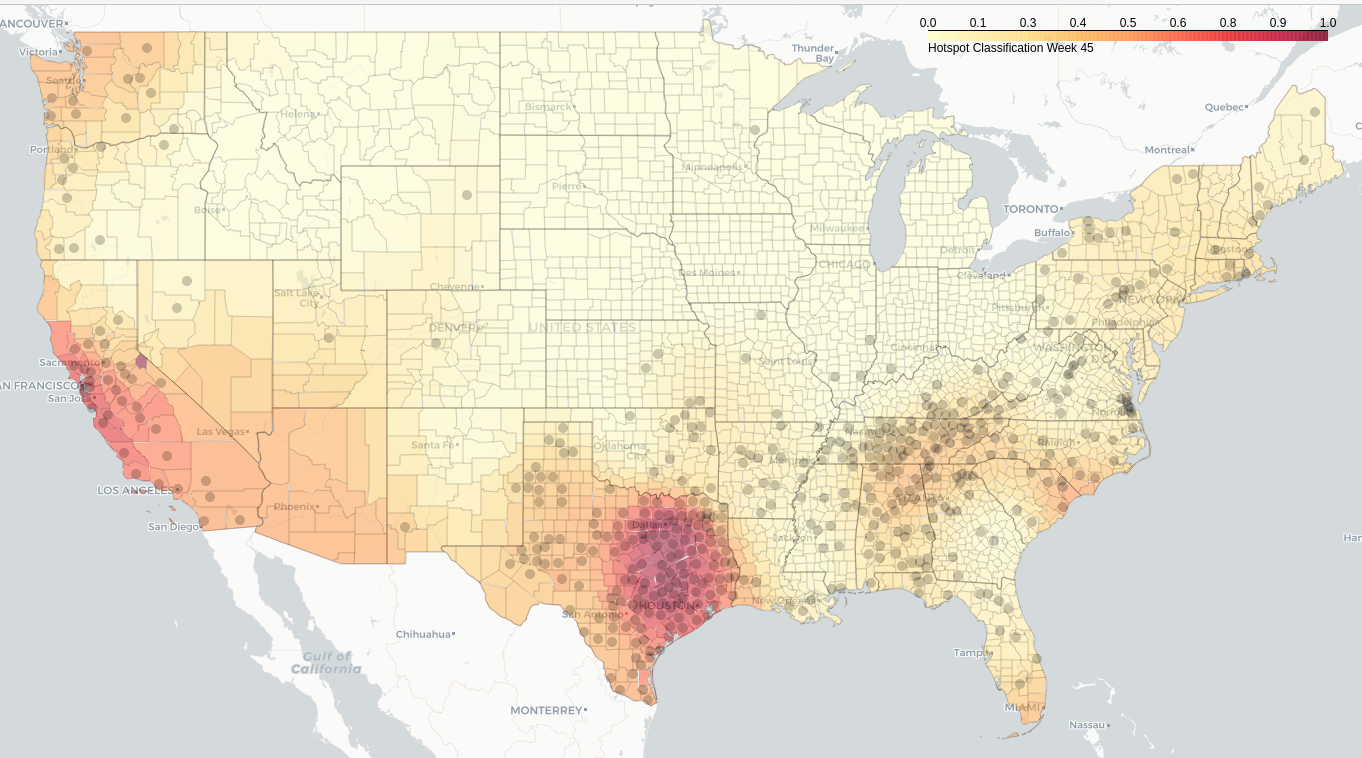 0.0 0.1 0.3 0.4 0.5 0.6 0.8 0.9 1.0
Hotspot Classification Week 45
ANCOUVER
Victoria
Thunder
Bay
Seattle
Quebec
Bismarck
Helena
Portland
Montreal
Minneapolis
Pierre
Boise
TORONTO
Buffalo
Milwaukee
Detroit
Boston
CHICAGO
Des Moines
Cleveland
Salt Lake
City
Cheyenne
NEW YORK
Pittsburgh
DENVER
UNITED STATES
Philadelphia
Cincinnati
WASHINGTON
D.C.
Sacramento
Saint Louis
AN FRANCISCO
San Jose
Norfolk
Las Vegas
Nashville
Santa Fe
Oklahoma
City
Raleigh
Memphis
LOS ANGELES
Phoenix
ATLANTA
San Diego
Dallas
Jackson
Har
New Orleans
HOUSTON
San Antonio
Chihuahua
Gulf of
California
Tampa
MONTERREY
MIAMI
Nassau